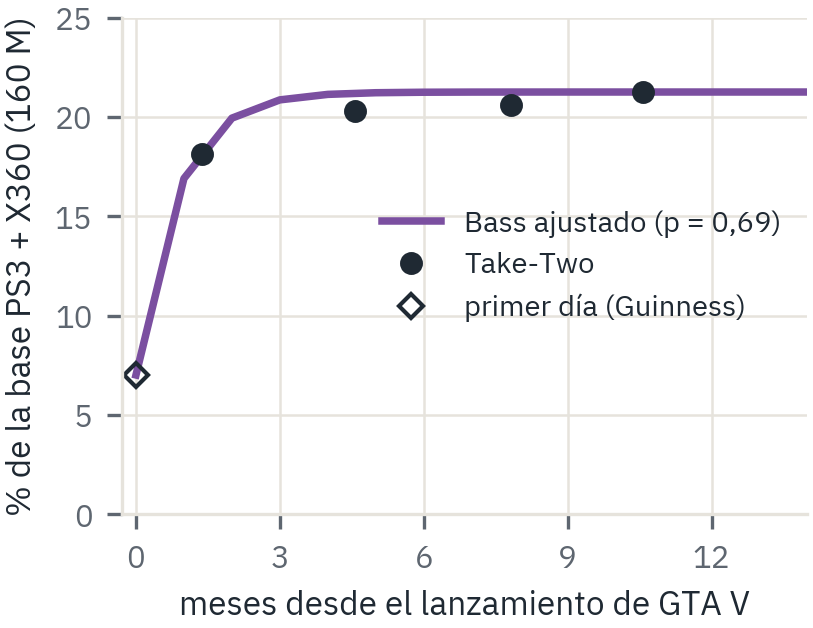 % de la base PS3 + X360 (160 M)
25
20
15
10
5
0
Bass ajustado (p = 0,69)
Take-Two
primer día (Guinness)
0 3 6 9 12
meses desde el lanzamiento de GTA V